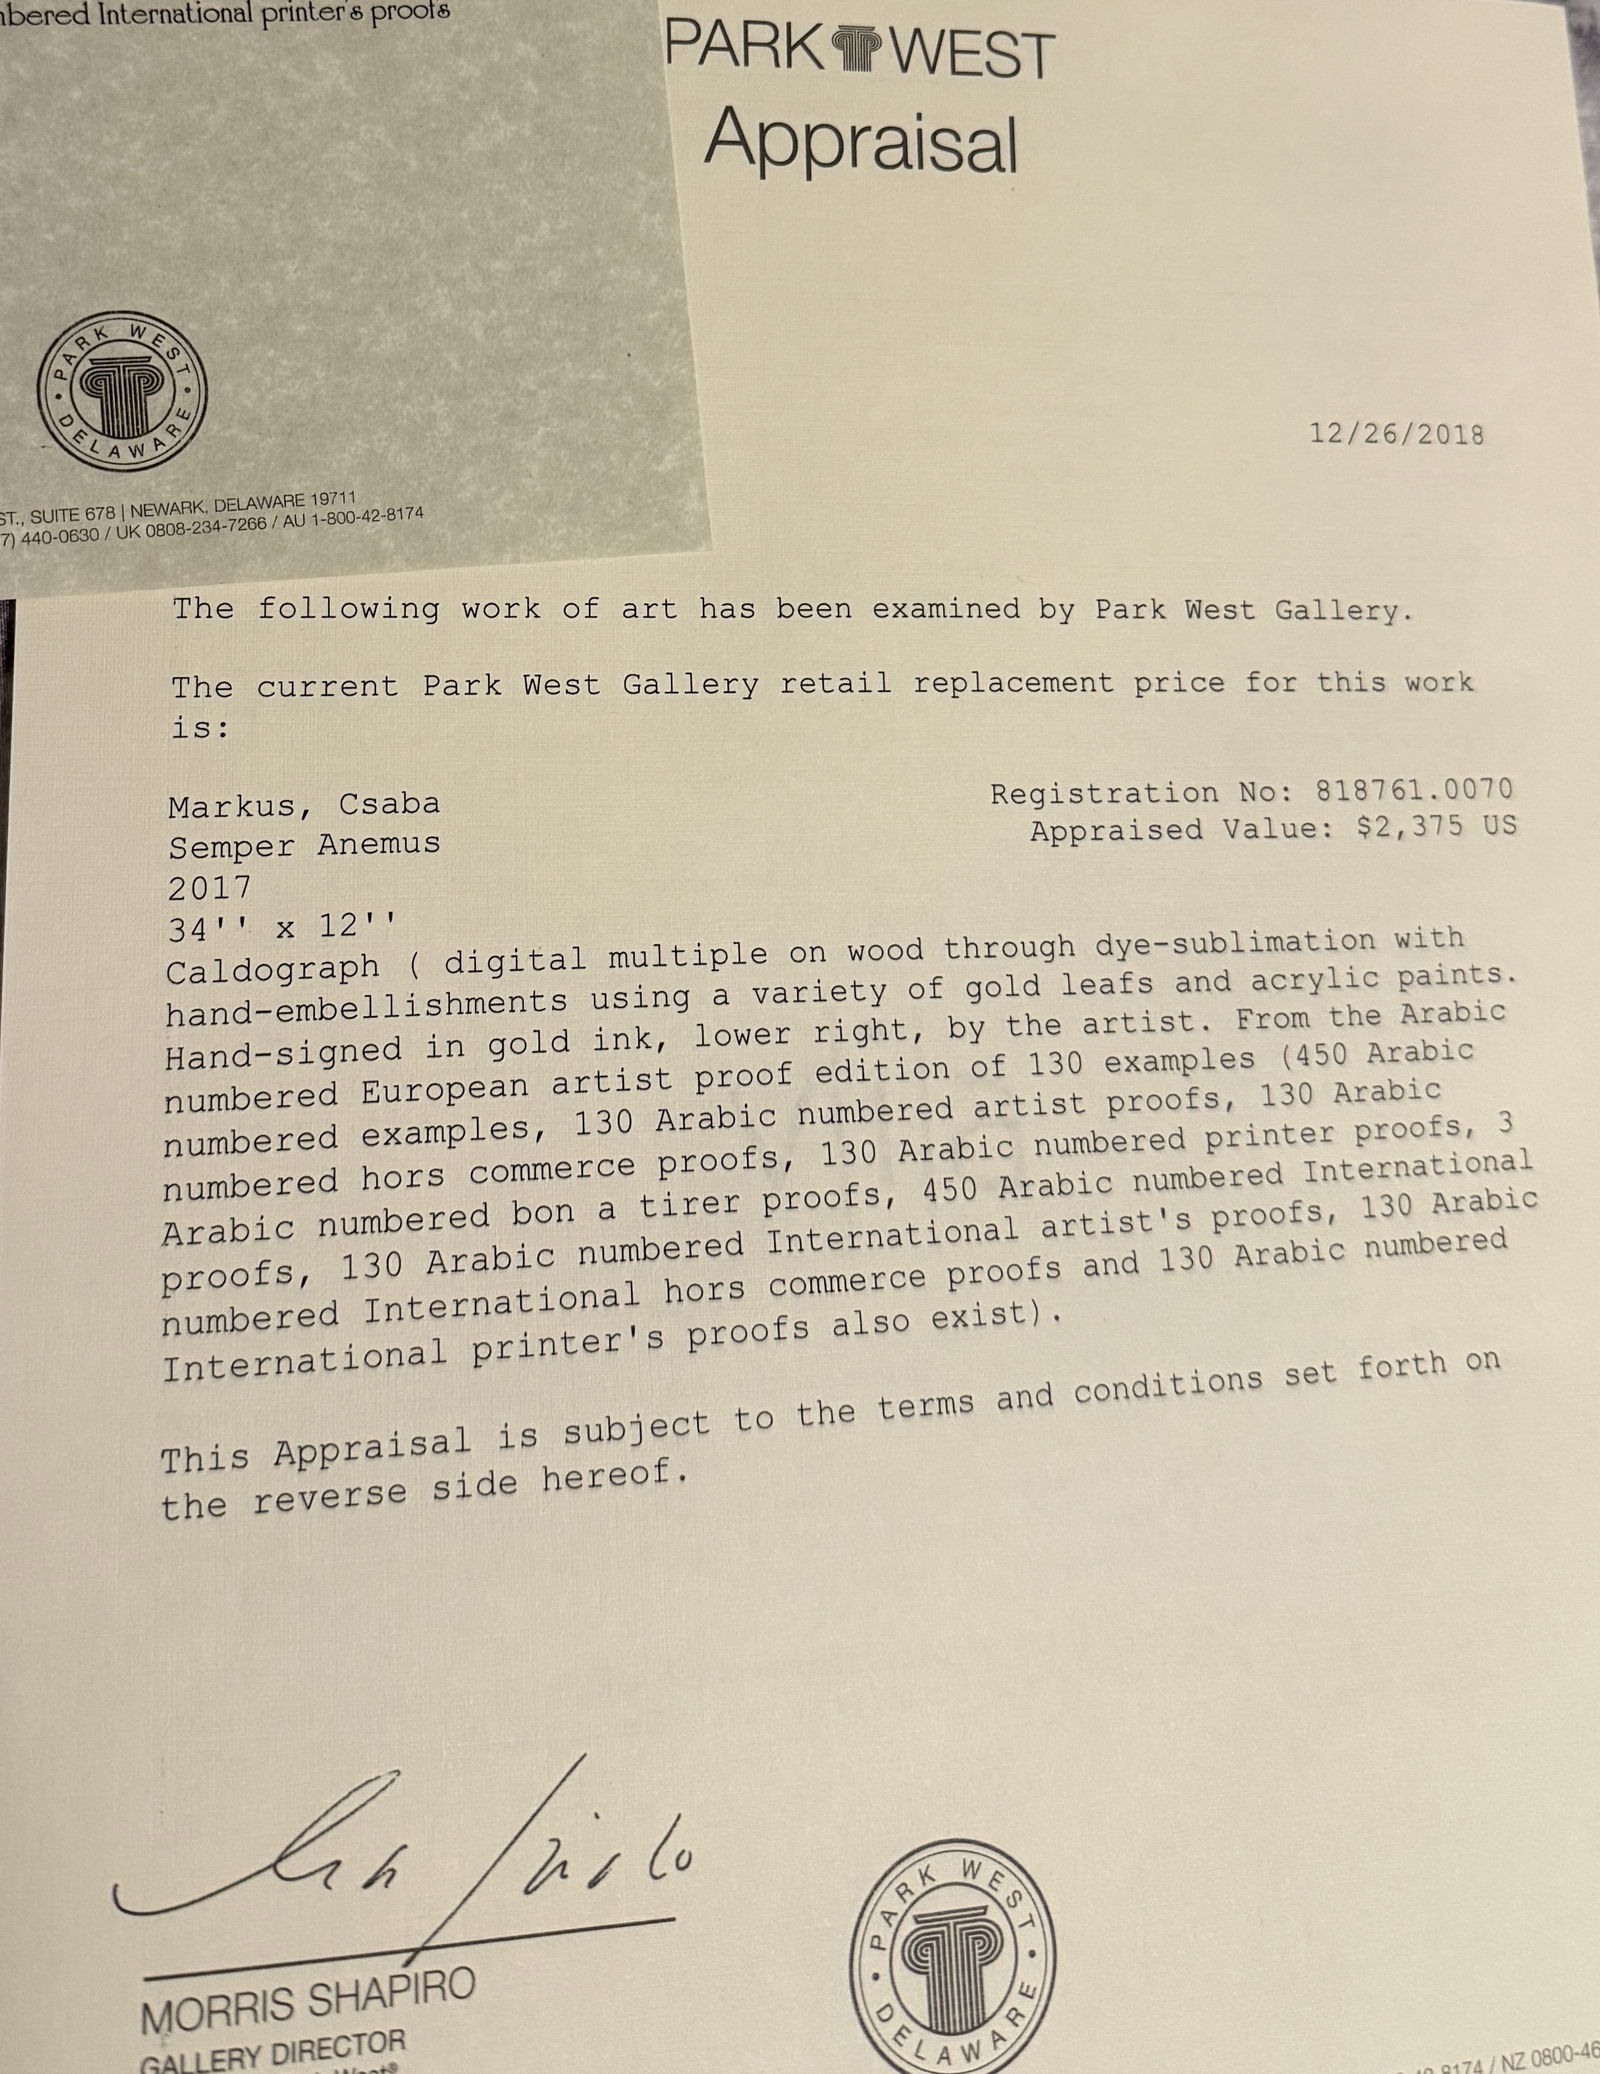 International printer's proofs
PARK WEST
Appraisal
PARK WEST
DELAWARE
ST., SUITE 678 | NEWARK, DELAWARE 19711
7) 440-0630 / UK 0808-234-7266 / AU 1-800-42-8174
12/26/2018
The following work of art has been examined by Park West Gallery.
The current Park West Gallery retail replacement price for this work
is:
Markus, Csaba
Registration No: 818761.0070
Semper Anemus
Appraised Value: $2,375 US
2017
34'' x 12''
Caldograph ( digital multiple on wood through dye-sublimation with
hand-embellishments using a variety of gold leafs and acrylic paints.
Hand-signed in gold ink, lower right, by the artist. From the Arabic
numbered European artist proof edition of 130 examples (450 Arabic
numbered examples, 130 Arabic numbered artist proofs, 130 Arabic
numbered hors commerce proofs, 130 Arabic numbered printer proofs, 3
Arabic numbered bon a tirer proofs, 450 Arabic numbered International
proofs, 130 Arabic numbered International artist's proofs, 130 Arabic
numbered International hors commerce proofs and 130 Arabic numbered
International printer's proofs also exist).
This Appraisal is subject to the terms and conditions set forth on
the reverse side hereof.
MORRIS SHAPIRO
GALLERY DIRECTOR
PARK WEST
DELAWARE
8174 / NZ 0800-46